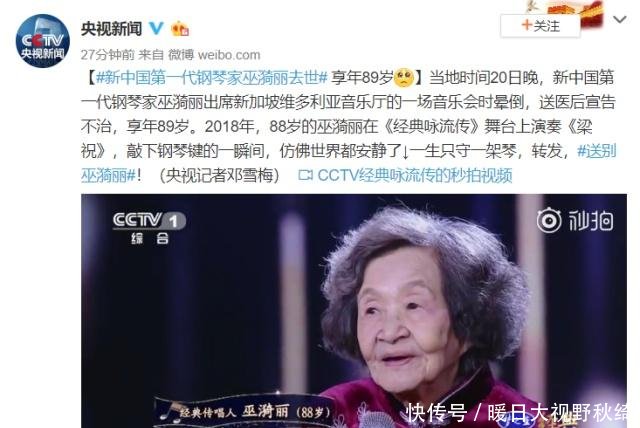 央视新闻
27分钟前 来自 微博 weibo.com
+关注
CCTV
央视新闻
【#新中国第一代钢琴家巫漪丽去世# 享年89岁🥺】当地时间20日晚，新中国第
一代钢琴家巫漪丽出席新加坡维多利亚音乐厅的一场音乐会时晕倒，送医后宣告
不治，享年89岁。2018年，88岁的巫漪丽在《经典咏流传》舞台上演奏《梁
祝》，敲下钢琴键的一瞬间，仿佛世界都安静了↓一生只守一架琴，转发，#送别
巫漪丽#！（央视记者邓雪梅） CCTV经典咏流传的秒拍视频
CCTV 1
综合
秒拍
经典传唱人 巫漪丽（88岁）
快传号／暖日大视野秋绮